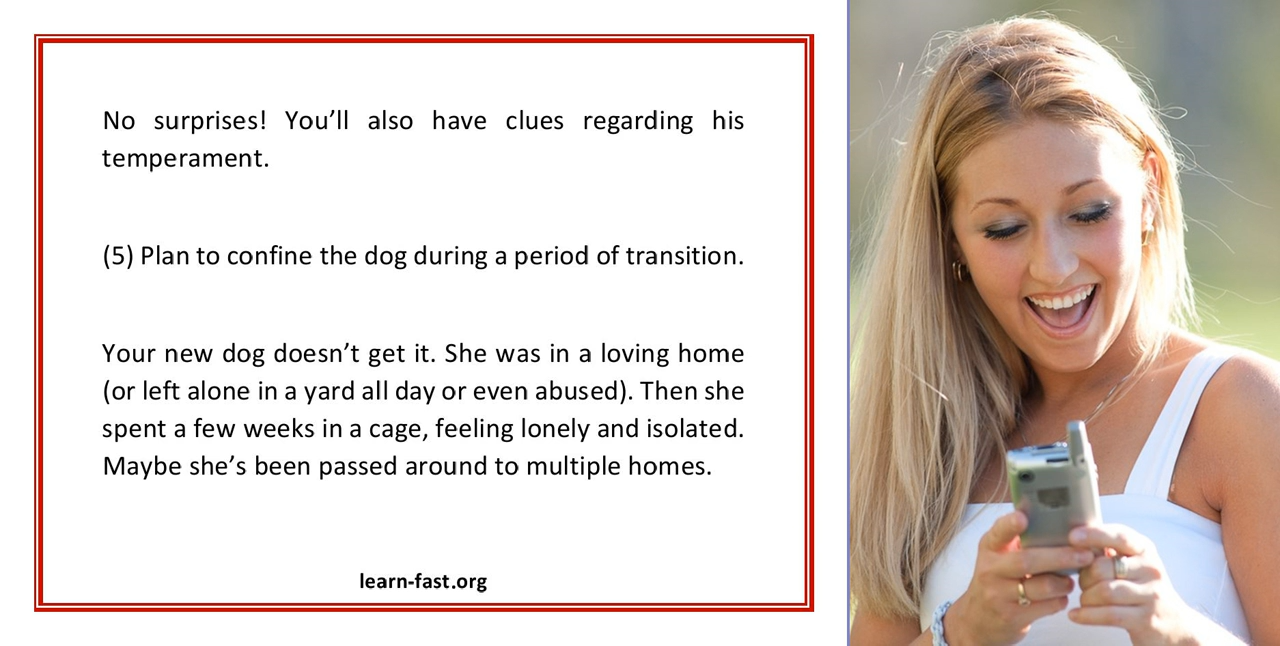 No surprises! You’ll also have clues regarding his
temperament.
(5) Plan to confine the dog during a period of transition.
Your new dog doesn’t get it. She was in a loving home
(or left alone in a yard all day or even abused). Then she
spent a few weeks in a cage, feeling lonely and isolated.
Maybe she’s been passed around to multiple homes.
learn-fast.org